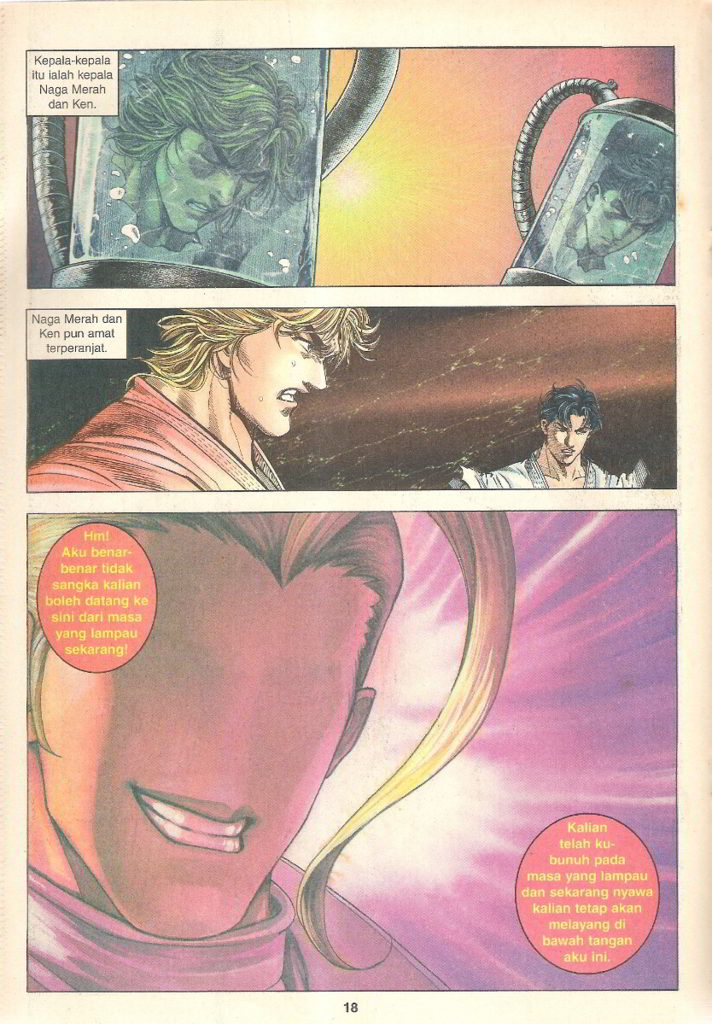 Kepala-kepala
itu ialah kepala
Naga Merah
dan Ken.
Naga Merah dan
Ken pun amat
terperanjat.
Hm!
Aku benar-
benar tidak
sangka kalian
boleh datang ke
sini dari masa
yang lampau
sekarang!
Kalian
telah ku-
bunuh pada
masa yang lampau
dan sekarang nyawa
kalian tetap akan
melayang di
bawah tangan
aku ini.
18